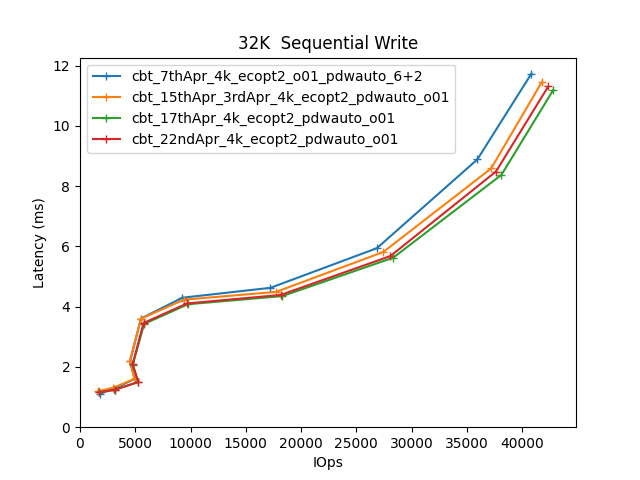 32K  Sequential Write
cbt_7thApr_4k_ecopt2_o01_pdwauto_6+2
cbt_15thApr_3rdApr_4k_ecopt2_pdwauto_o01
cbt_17thApr_4k_ecopt2_pdwauto_o01
cbt_22ndApr_4k_ecopt2_pdwauto_o01
Latency (ms)
12
10
8
6
4
2
0
0 5000 10000 15000 20000 25000 30000 35000 40000
IOps